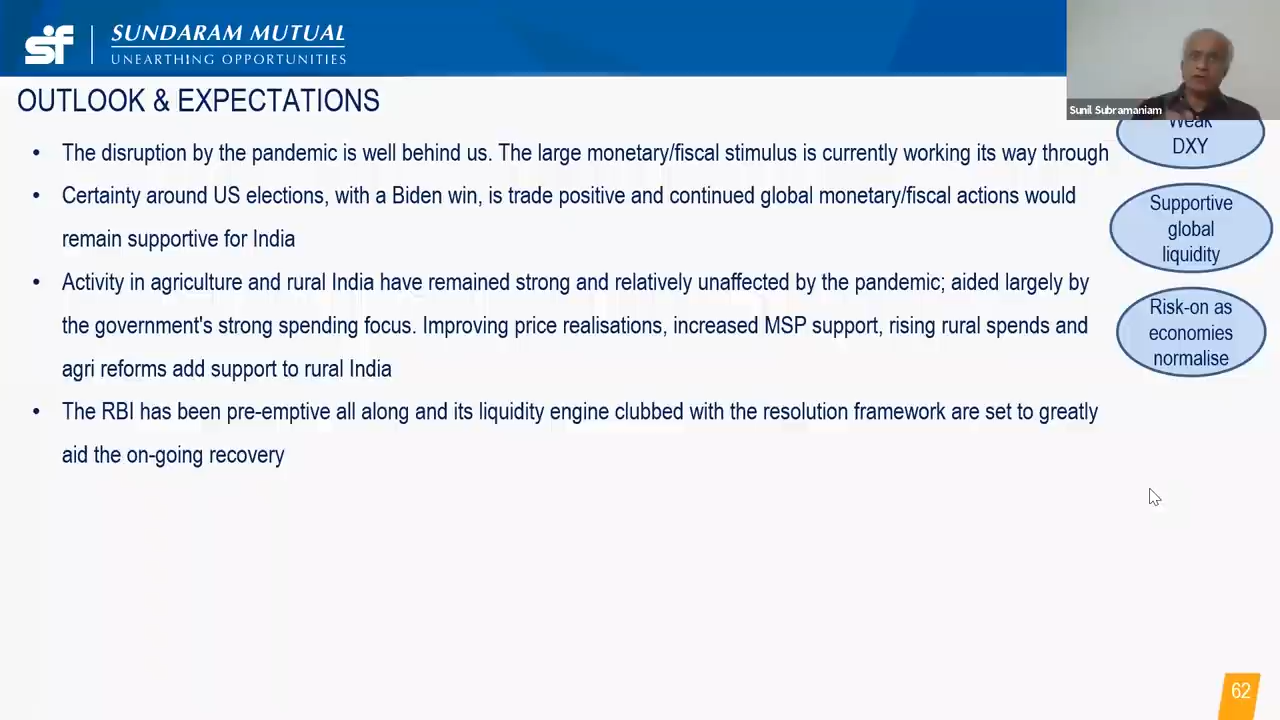 sf
SUNDARAM MUTUAL
UNEARTHING OPPORTUNITIES
Sunil Subramaniam
OUTLOOK & EXPECTATIONS
• The disruption by the pandemic is well behind us. The large monetary/fiscal stimulus is currently working its way through
• Certainty around US elections, with a Biden win, is trade positive and continued global monetary/fiscal actions would
remain supportive for India
• Activity in agriculture and rural India have remained strong and relatively unaffected by the pandemic; aided largely by
the government's strong spending focus. Improving price realisations, increased MSP support, rising rural spends and
agri reforms add support to rural India
• The RBI has been pre-emptive all along and its liquidity engine clubbed with the resolution framework are set to greatly
aid the on-going recovery
Weak
DXY
Supportive
global
liquidity
Risk-on as
economies
normalise
62